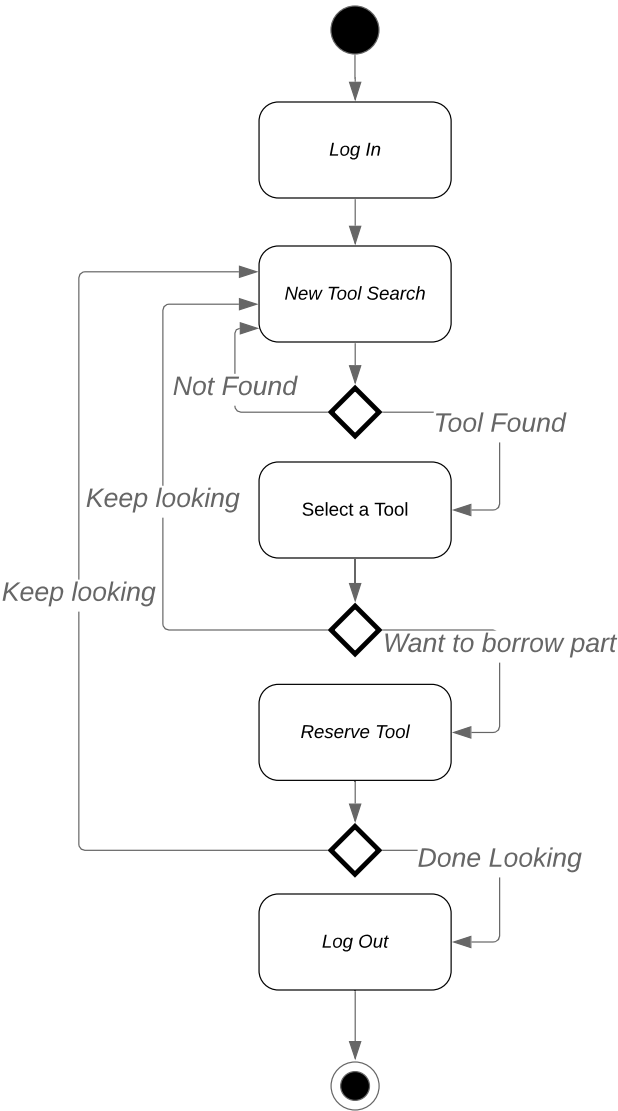 Log In
New Tool Search
Not Found
Tool Found
Keep looking
Select a Tool
Keep looking
Want to borrow part
Reserve Tool
Done Looking
Log Out